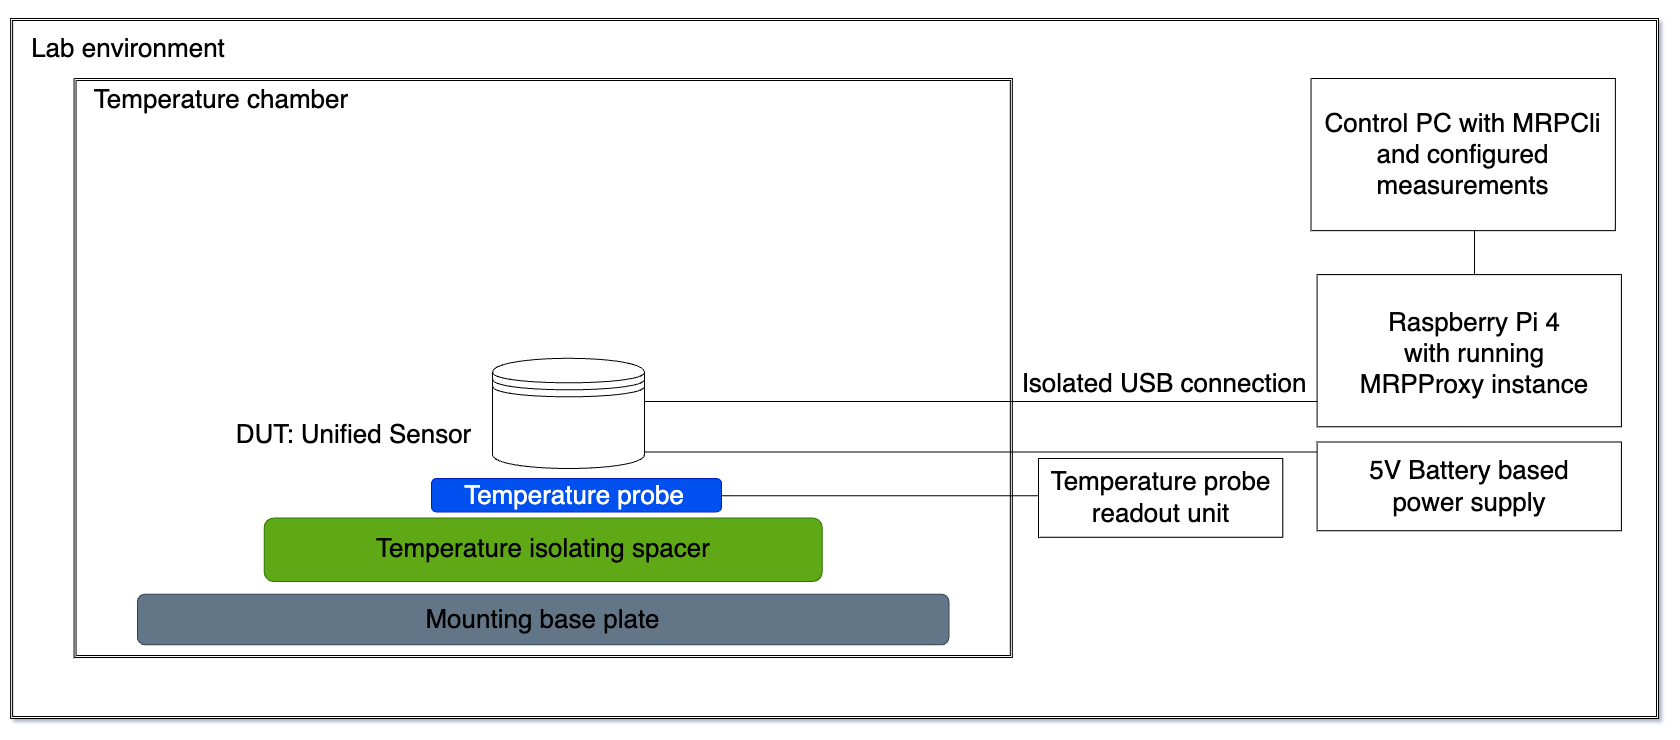 Lab environment
Temperature chamber
Control PC with MRPCli
and configured
measurements
Raspberry Pi 4
with running
MRPProxy instance
Isolated USB connection
DUT: Unified Sensor
5V Battery based
power supply
Temperature probe
Temperature probe
readout unit
Temperature isolating spacer
Mounting base plate